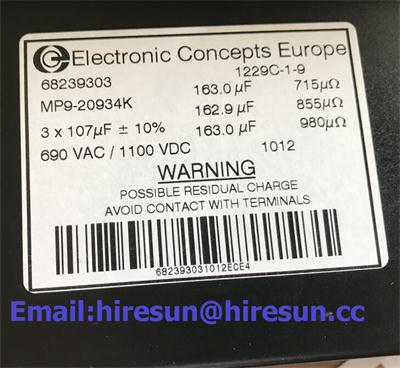 Electronic Concepts Europe
1229C-1-9
68239303 163.0 µF 715µΩ
MP9-20934K 162.9 µF 855µΩ
3 x 107µF ± 10% 163.0 µF 980µΩ
690 VAC / 1100 VDC 1012
WARNING
POSSIBLE RESIDUAL CHARGE
AVOID CONTACT WITH TERMINALS
682393031012ECE4
Email:hiresun@hiresun.cc